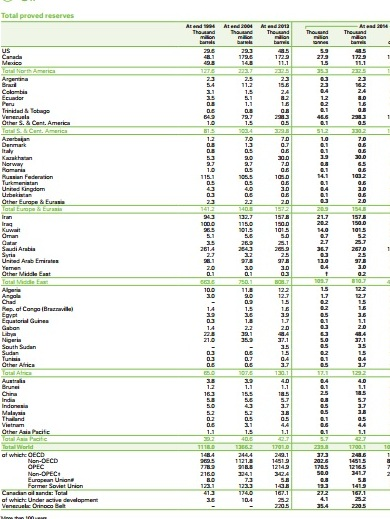 Total proved reserves
At end 1994 At end 2004 At end 2013 At end 2014
Thousand million barrels Thousand million barrels Thousand million barrels Thousand million tonnes Thousand million barrels
US 29.6 29.3 48.5 5.9 48.5
Canada 48.1 179.6 172.9 27.9 172.9
Mexico 49.8 14.8 11.1 1.5 11.1
Total North America 127.6 223.7 232.5 35.3 232.5
Argentina 2.3 2.5 2.3 0.3 2.3
Brazil 5.4 11.2 15.6 2.3 16.2
Colombia 3.1 1.5 2.4 0.4 2.4
Ecuador 3.5 5.1 8.2 1.2 8.0
Peru 0.8 1.1 1.6 0.2 1.6
Trinidad & Tobago 0.6 0.8 0.8 0.1 0.8
Venezuela 64.9 79.7 298.3 46.6 298.3
Other S. & Cent. America 1.0 1.5 0.5 0.1 0.5
Total S. & Cent. America 81.5 103.4 329.8 51.2 330.2
Azerbaijan 1.2 7.0 7.0 1.0 7.0
Denmark 0.8 1.3 0.7 0.1 0.6
Italy 0.8 0.5 0.6 0.1 0.6
Kazakhstan 5.3 9.0 30.0 3.9 30.0
Norway 9.7 9.7 7.0 0.8 6.5
Romania 1.0 0.5 0.6 0.1 0.6
Russian Federation 115.1 105.5 105.0 14.1 103.2
Turkmenistan 0.5 0.5 0.6 0.1 0.6
United Kingdom 4.3 4.0 3.0 0.4 3.0
Uzbekistan 0.3 0.6 0.6 0.1 0.6
Other Europe & Eurasia 2.3 2.2 2.0 0.3 2.0
Total Europe & Eurasia 141.2 140.8 157.2 20.9 154.8
Iran 94.3 132.7 157.8 21.7 157.8
Iraq 100.0 115.0 150.0 20.2 150.0
Kuwait 96.5 101.5 101.5 14.0 101.5
Oman 5.1 5.6 5.0 0.7 5.2
Qatar 3.5 26.9 25.1 2.7 25.7
Saudi Arabia 261.4 264.3 265.9 36.7 267.0
Syria 2.7 3.2 2.5 0.3 2.5
United Arab Emirates 98.1 97.8 97.8 13.0 97.8
Yemen 2.0 3.0 3.0 0.4 3.0
Other Middle East 0.1 0.1 0.3 † 0.2
Total Middle East 663.6 750.1 808.7 109.7 810.7
Algeria 10.0 11.8 12.2 1.5 12.2
Angola 3.0 9.0 12.7 1.7 12.7
Chad – 0.9 1.5 0.2 1.5
Rep. of Congo (Brazzaville) 1.4 1.5 1.6 0.2 1.6
Egypt 3.9 3.6 3.9 0.5 3.6
Equatorial Guinea 0.3 1.8 1.7 0.1 1.1
Gabon 1.4 2.2 2.0 0.3 2.0
Libya 22.8 39.1 48.5 6.3 48.4
Nigeria 21.0 35.9 37.1 5.0 37.1
South Sudan – – 3.5 0.5 3.5
Sudan 0.3 0.6 1.5 0.2 1.5
Tunisia 0.3 0.7 0.4 0.1 0.4
Other Africa 0.6 0.6 3.7 0.5 3.7
Total Africa 65.0 107.6 130.1 17.1 129.2
Australia 3.8 3.9 4.0 0.4 4.0
Brunei 1.2 1.1 1.1 0.1 1.1
China 16.3 15.5 18.5 2.5 18.5
India 5.8 5.6 5.7 0.8 5.7
Indonesia 5.0 4.3 3.7 0.5 3.7
Malaysia 5.2 5.2 3.8 0.5 3.8
Thailand 0.2 0.5 0.5 0.1 0.5
Vietnam 0.6 3.1 4.4 0.6 4.4
Other Asia Pacific 1.1 1.5 1.1 0.1 1.1
Total Asia Pacific 39.2 40.6 42.7 5.7 42.7
Total World 1118.0 1366.2 1701.0 239.8 1700.1
of which: OECD 148.4 244.4 249.1 37.3 248.6
Non-OECD 969.5 1121.8 1451.9 202.6 1451.5
OPEC 778.9 918.8 1214.2 170.5 1216.5
Non-OPEC‡ 216.0 324.1 342.4 50.0 341.7
European Union# 8.0 7.3 5.8 0.8 5.8
Former Soviet Union 123.1 123.3 143.8 19.3 141.9
Canadian oil sands: Total 41.3 174.0 167.1 27.2 167.1
of which: Under active development 3.6 10.4 25.2 4.1 25.2
Venezuela: Orinoco Belt – – 220.5 35.4 220.5